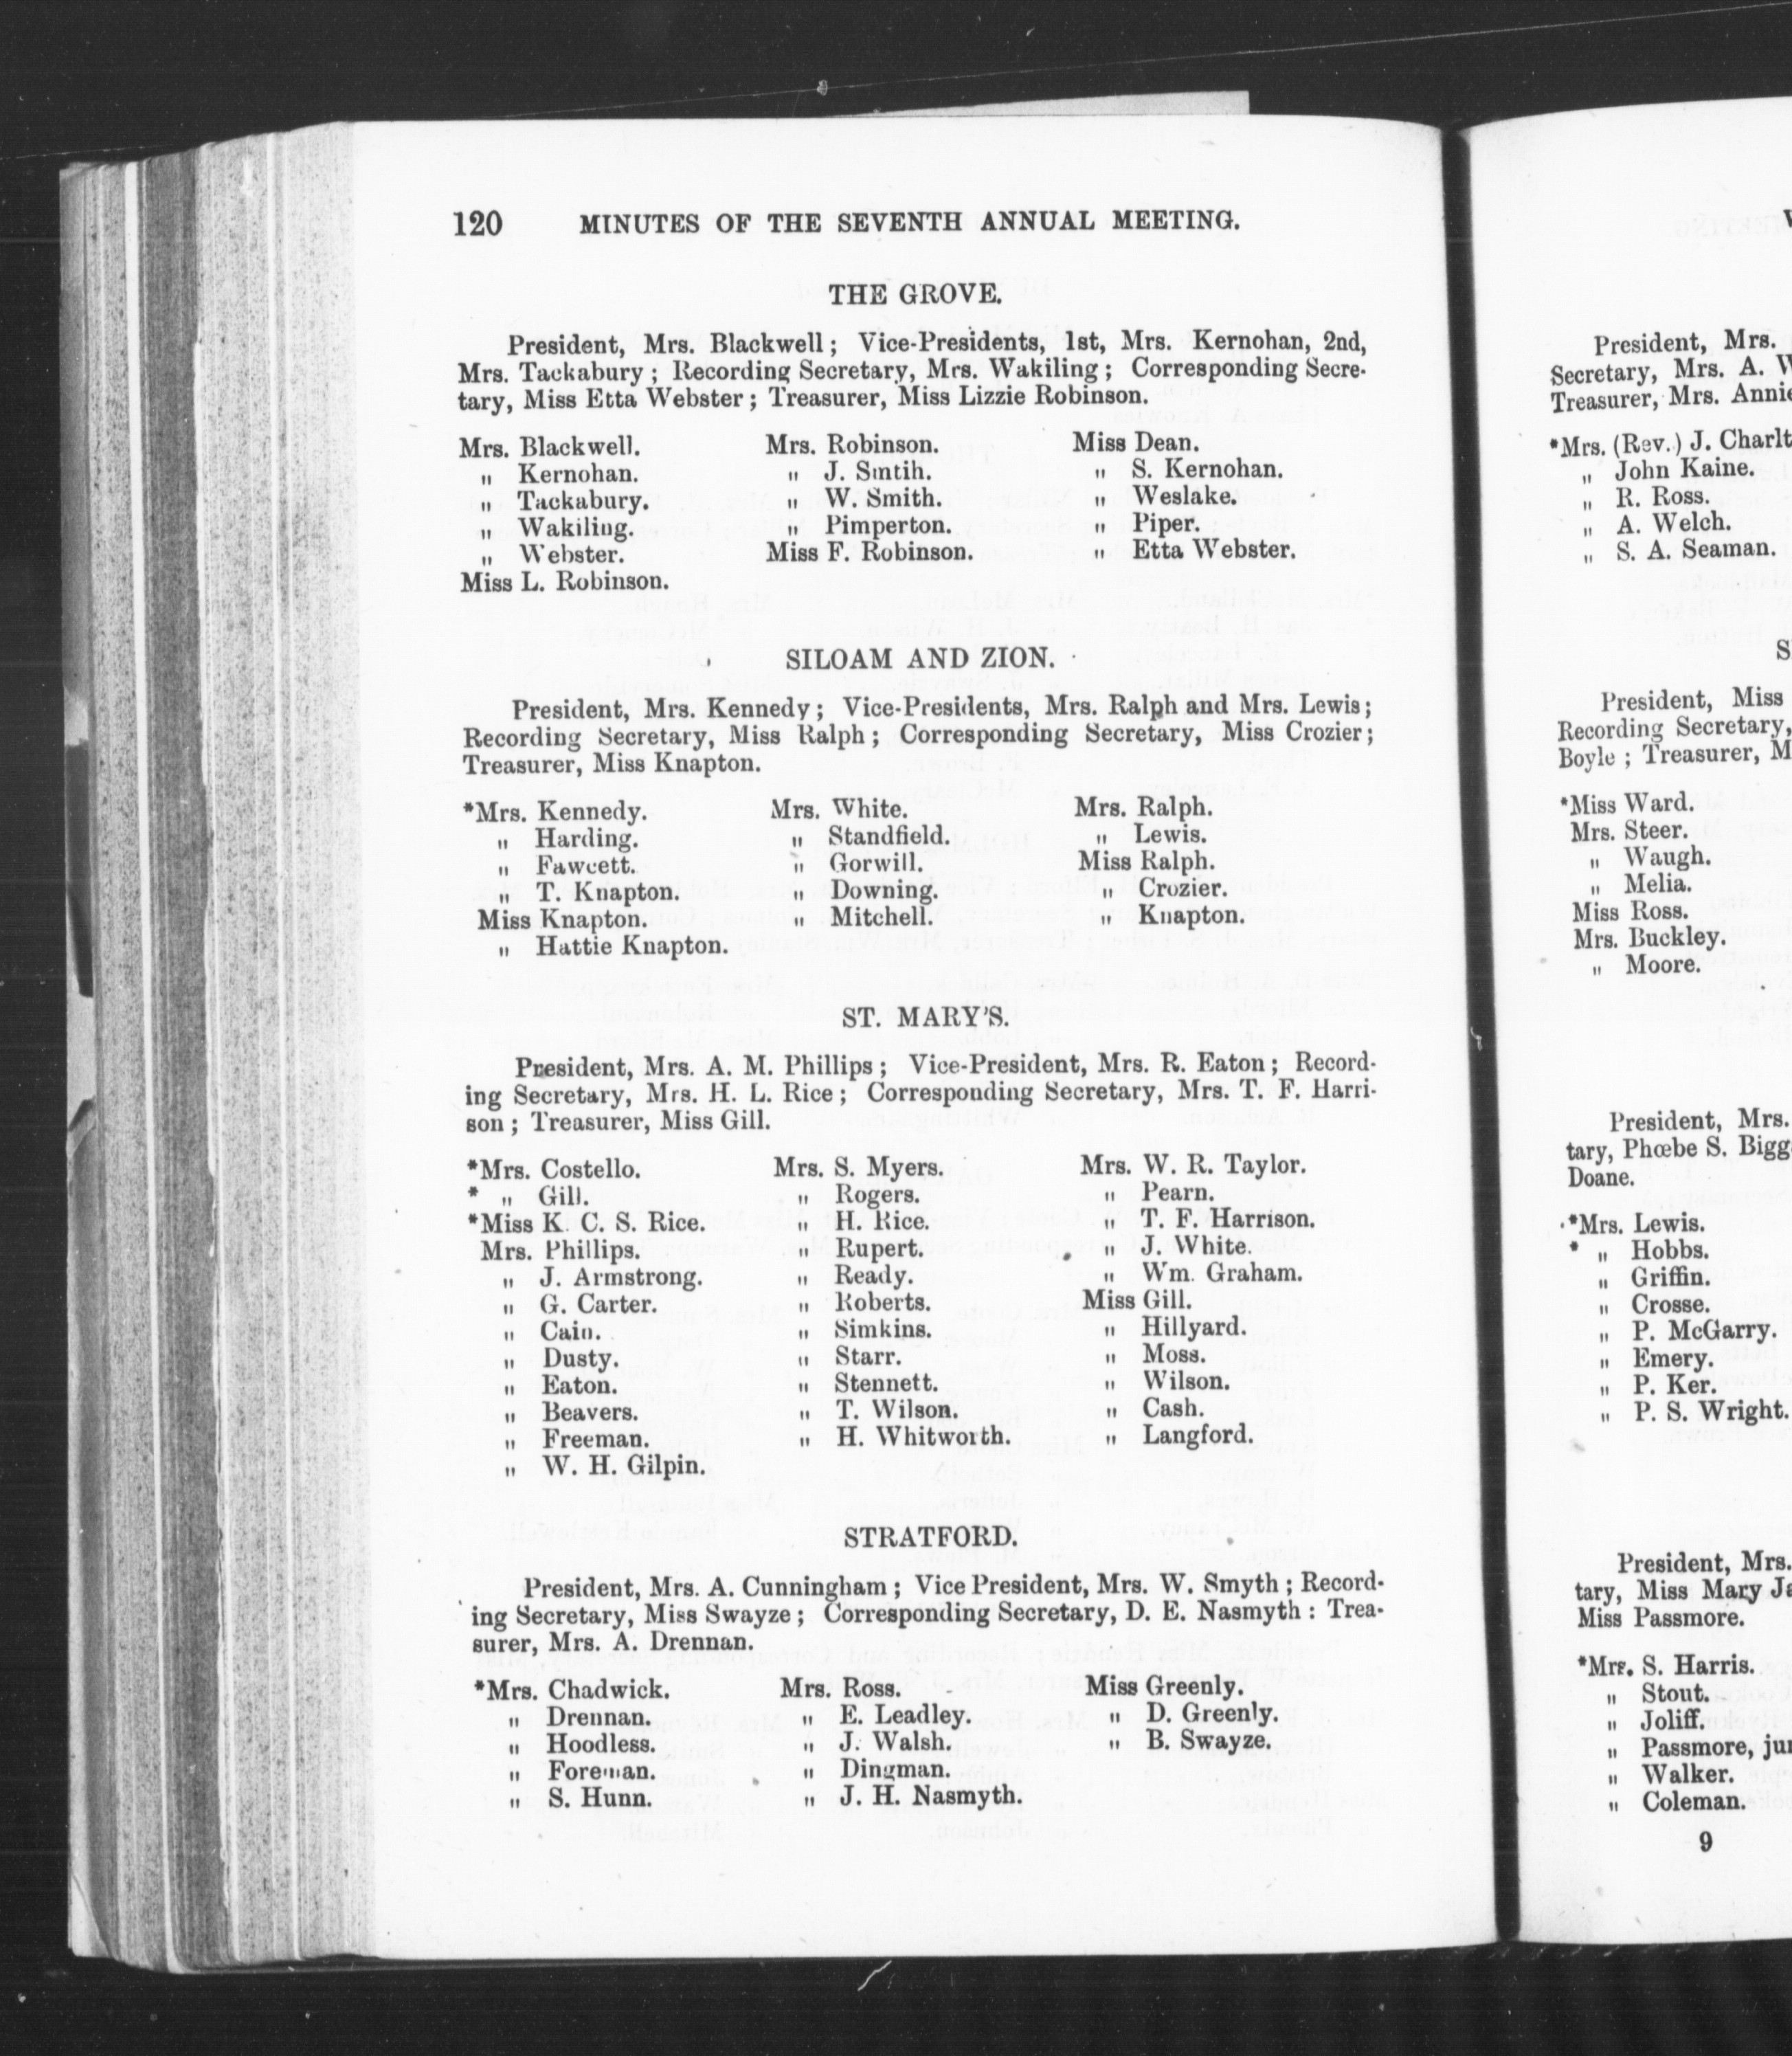 120 MINUTES OF THE SEVENTH ANNUAL MEETING.
THE GROVE.
President, Mrs. Blackwell; Vice-Presidents, 1st, Mrs. Kernohan, 2nd,
Mrs. Tackabury; Recording Secretary, Mrs. Wakiling; Corresponding Secre-
tary, Miss Etta Webster; Treasurer, Miss Lizzie Robinson.
Mrs. Blackwell.
" Kernohan.
" Tackabury.
" Wakiling.
" Webster.
Miss L. Robinson.
Mrs. Robinson.
" J. Smtih.
" W. Smith.
" Pimperton.
Miss F. Robinson.
Miss Dean.
" S. Kernohan.
" Weslake.
" Piper.
" Etta Webster.
SILOAM AND ZION.
President, Mrs. Kennedy; Vice-Presidents, Mrs. Ralph and Mrs. Lewis;
Recording Secretary, Miss Ralph; Corresponding Secretary, Miss Crozier;
Treasurer, Miss Knapton.
*Mrs. Kennedy.
" Harding.
" Fawcett.
" T. Knapton.
Miss Knapton.
" Hattie Knapton.
Mrs. White.
" Standfield.
" Gorwill.
" Downing.
" Mitchell.
Mrs. Ralph.
" Lewis.
Miss Ralph.
" Crozier.
" Knapton.
ST. MARY'S.
President, Mrs. A. M. Phillips; Vice-President, Mrs. R. Eaton; Record-
ing Secretary, Mrs. H. L. Rice; Corresponding Secretary, Mrs. T. F. Harri-
son; Treasurer, Miss Gill.
*Mrs. Costello.
* " Gill.
*Miss K. C. S. Rice.
Mrs. Phillips.
" J. Armstrong.
" G. Carter.
" Cain.
" Dusty.
" Eaton.
" Beavers.
" Freeman.
" W. H. Gilpin.
Mrs. S. Myers.
" Rogers.
" H. Rice.
" Rupert.
" Ready.
" Roberts.
" Simkins.
" Starr.
" Stennett.
" T. Wilson.
" H. Whitworth.
Mrs. W. R. Taylor.
" Pearn.
" T. F. Harrison.
" J. White.
" Wm. Graham.
Miss Gill.
" Hillyard.
" Moss.
" Wilson.
" Cash.
" Langford.
STRATFORD.
President, Mrs. A. Cunningham; Vice President, Mrs. W. Smyth; Record-
ing Secretary, Miss Swayze; Corresponding Secretary, D. E. Nasmyth: Trea-
surer, Mrs. A. Drennan.
*Mrs. Chadwick.
" Drennan.
" Hoodless.
" Foreman.
" S. Hunn.
Mrs. Ross.
" E. Leadley.
" J. Walsh.
" Dingman.
" J. H. Nasmyth.
Miss Greenly.
" D. Greenly.
" B. Swayze.
President, Mrs.
Secretary, Mrs. A.
Treasurer, Mrs.
*Mrs. (Rev.) J.
" John Kaine.
" R. Ross.
" A. Welch.
" S. A. Seaman.
President, Miss
Recording Secretary,
Boyle; Treasurer,
*Miss Ward.
Mrs. Steer.
" Waugh.
" Melia.
Miss Ross.
Mrs. Buckley.
" Moore.
President, Mrs.
tary, Phœbe S.
Doane.
*Mrs. Lewis.
* " Hobbs.
" Griffin.
" Crosse.
" P. McGarry.
" Emery.
" P. Ker.
" P. S. Wright.
President, Mrs.
tary, Miss Mary
Miss Passmore.
*Mrs. S. Harris.
" Stout.
" Joliff.
" Passmore,
" Walker.
" Coleman.
9